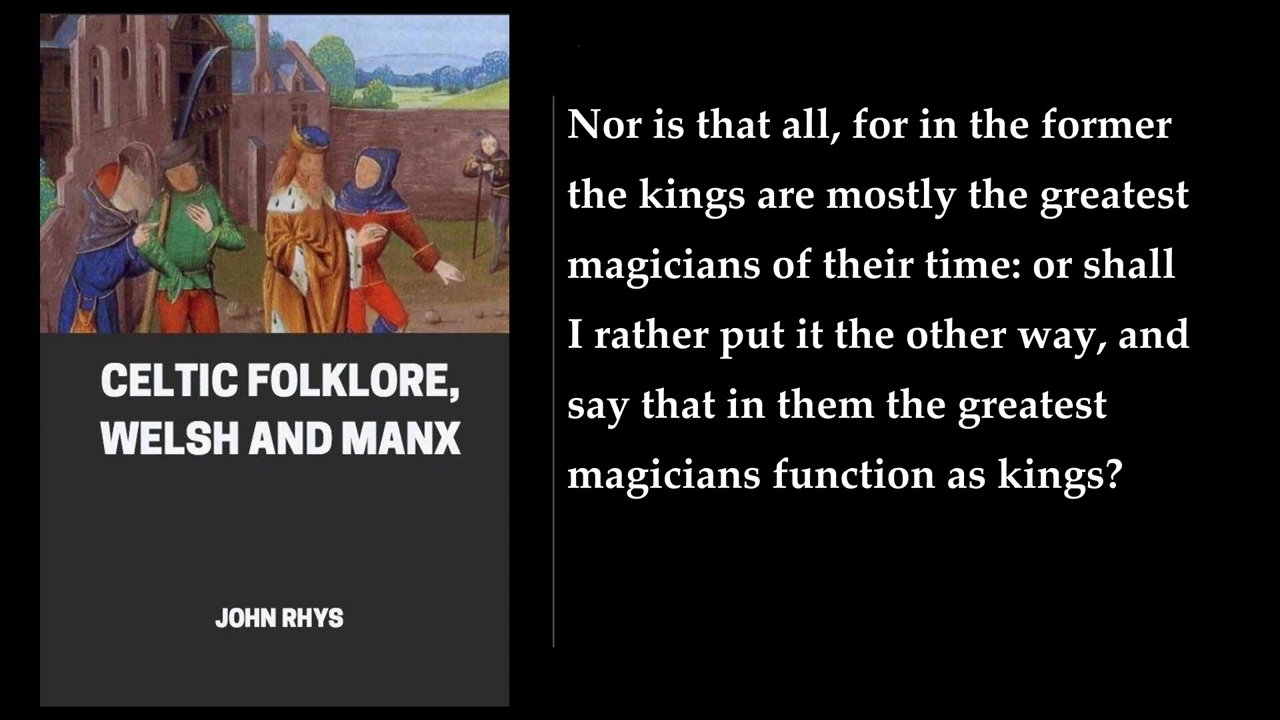 CELTIC FOLKLORE,
WELSH AND MANX
JOHN RHYS
Nor is that all, for in the former
the kings are mostly the greatest
magicians of their time: or shall
I rather put it the other way, and
say that in them the greatest
magicians function as kings?